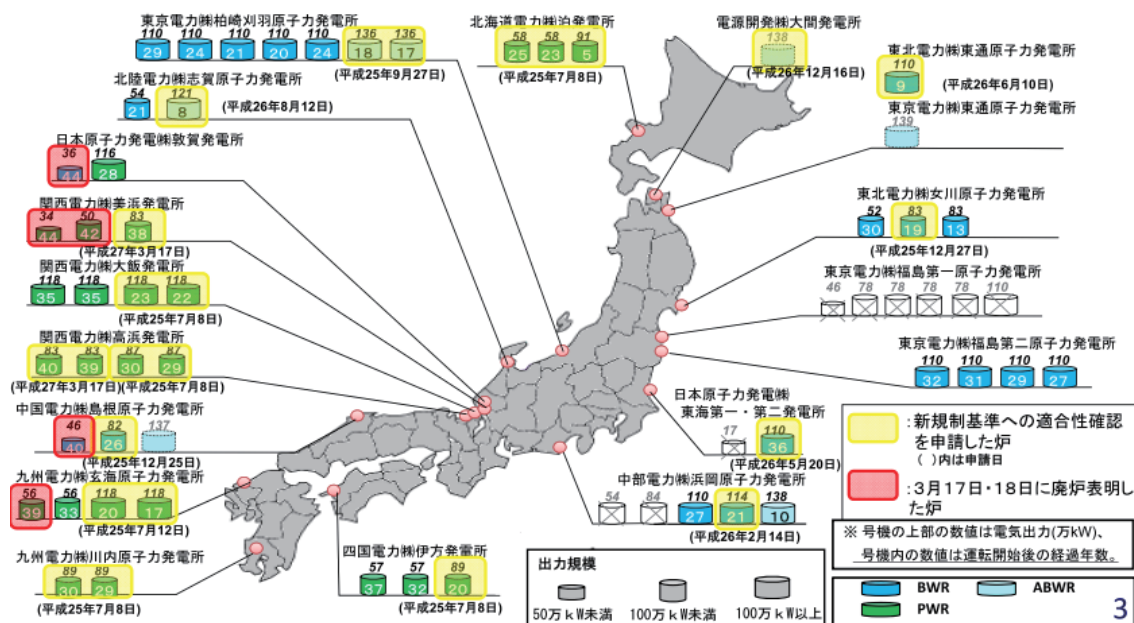 東京電力㈱柏崎刈羽原子力発電所
110 110 110 110 110 136 136
29 24 21 20 24 18 17
(平成25年9月27日)
北海道電力㈱泊発電所
58 58 91
25 23 5
(平成25年7月8日)
電源開発㈱大間発電所
138
(平成26年12月16日)
東北電力㈱東通原子力発電所
110
9
(平成26年6月10日)
東京電力㈱東通原子力発電所
139
北陸電力㈱志賀原子力発電所
54 121
21 8
(平成26年8月12日)
日本原子力発電㈱敦賀発電所
36 116
44 28
関西電力㈱美浜発電所
34 50 83
44 42 38
(平成27年3月17日)
関西電力㈱大飯発電所
118 118 118 118
35 35 23 22
(平成25年7月8日)
関西電力㈱高浜発電所
83 83 87 87
40 39 30 29
(平成27年3月17日)(平成25年7月8日)
中国電力㈱島根原子力発電所
46 82 137
40 26
(平成25年12月25日)
九州電力㈱玄海原子力発電所
56 56 118 118
39 33 20 17
(平成25年7月12日)
九州電力㈱川内原子力発電所
89 89
30 29
(平成25年7月8日)
四国電力㈱伊方発電所
57 57 89
37 32 20
(平成25年7月8日)
東北電力㈱女川原子力発電所
52 83 83
30 19 13
(平成25年12月27日)
東京電力㈱福島第一原子力発電所
46 78 78 78 78 110
東京電力㈱福島第二原子力発電所
110 110 110 110
32 31 29 27
日本原子力発電㈱
東海第一・第二発電所
17 110
36
(平成26年5月20日)
中部電力㈱浜岡原子力発電所
54 84 110 114 138
27 21 10
(平成26年2月14日)
出力規模
50万kW未満 100万kW未満 100万kW以上
:新規制基準への適合性確認
を申請した炉
( )内は申請日
:3月17日・18日に廃炉表明し
た炉
※ 号機の上部の数値は電気出力(万kW)、
号機内の数値は運転開始後の経過年数。
BWR ABWR
PWR
3